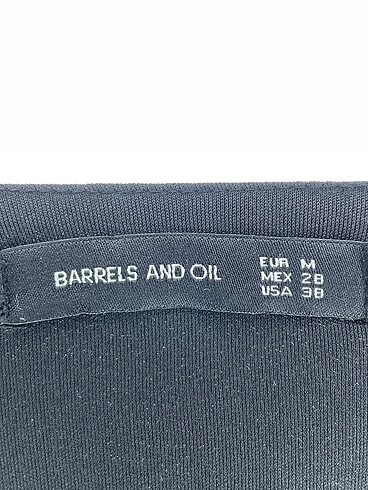 BARRELS AND OIL
EUR M
MEX 28
USA 38